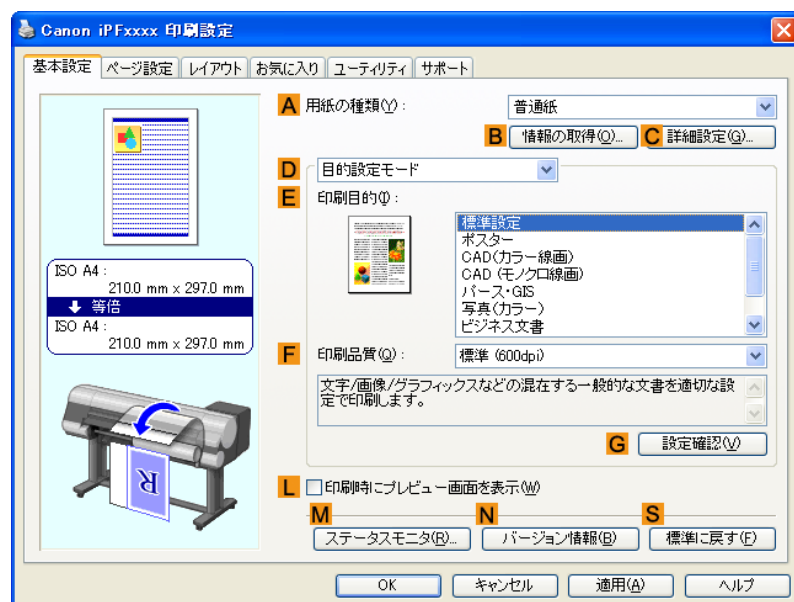 Canon iPFxxxx 印刷設定
基本設定 ページ設定 レイアウト お気に入り ユーティリティ サポート
A 用紙の種類(Y): 普通紙
B 情報の取得(O)... C 詳細設定(G)...
D 目的設定モード
E 印刷目的(I):
標準設定
ポスター
CAD(カラー線画)
CAD (モノクロ線画)
パース・GIS
写真(カラー)
ビジネス文書
ISO A4 :
210.0 mm x 297.0 mm
等倍
ISO A4 :
210.0 mm x 297.0 mm
F 印刷品質(Q): 標準 (600dpi)
文字/画像/グラフィックスなどの混在する一般的な文書を適切な設
定で印刷します。
G 設定確認(V)
R
L 印刷時にプレビュー画面を表示(W)
M N S
ステータスモニタ(R)... バージョン情報(B) 標準に戻す(F)
OK キャンセル 適用(A) ヘルプ